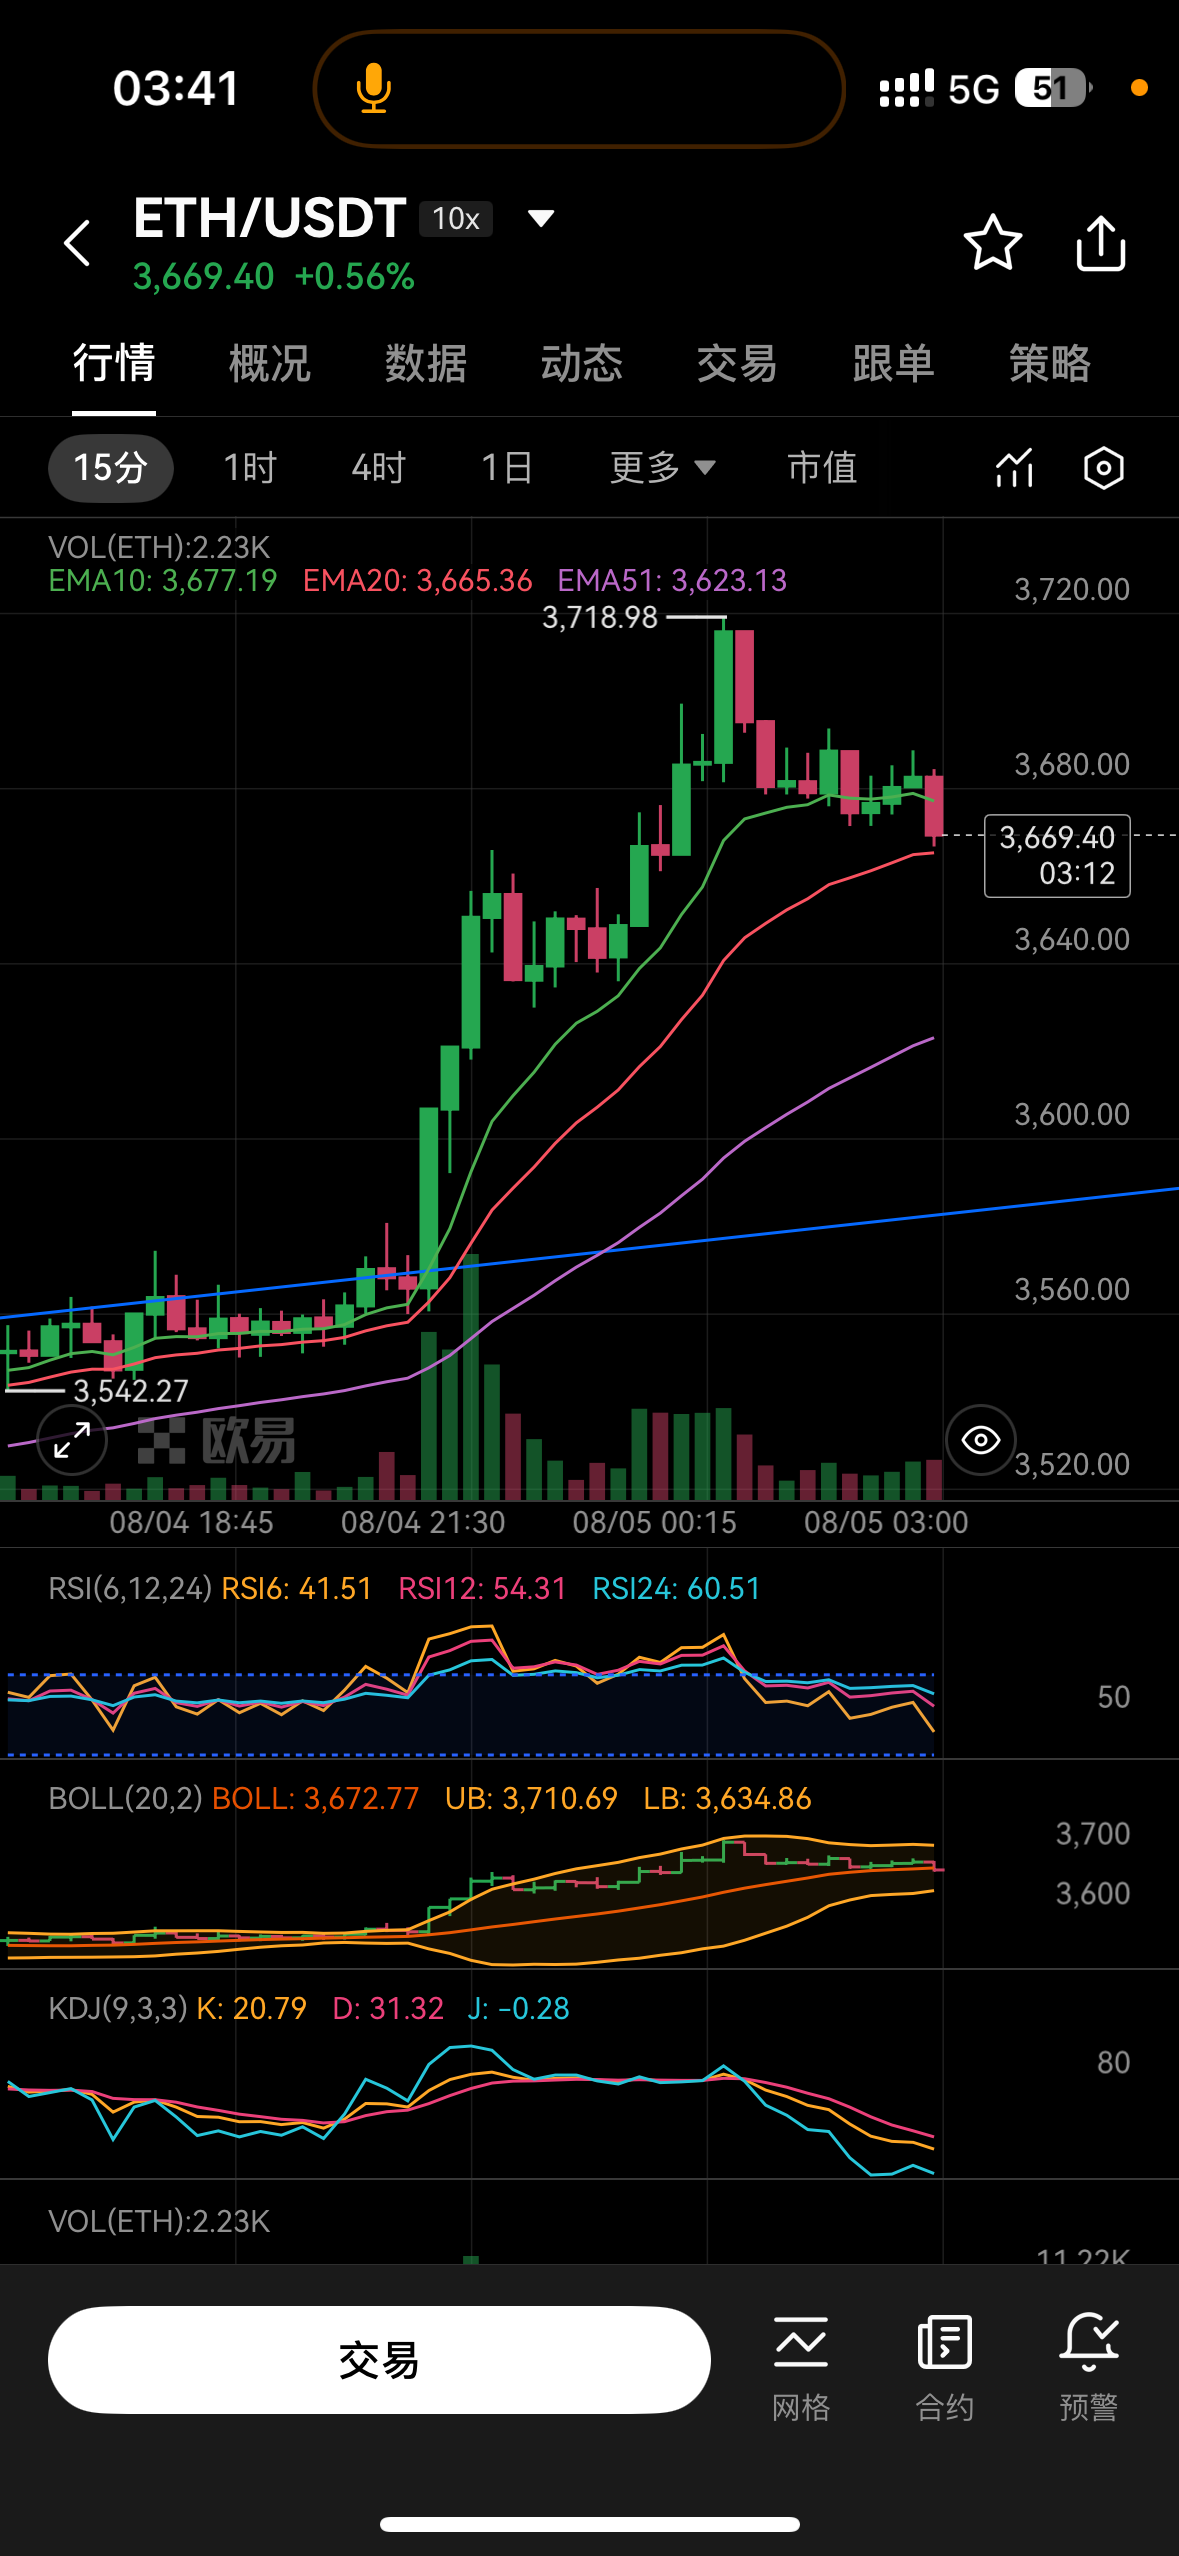 03:41
5G
51
ETH/USDT
10x
3,669.40 +0.56%
行情 概况 数据 动态 交易 跟单 策略
15分 1时 4时 1日 更多 市值
VOL(ETH):2.23K
EMA10: 3,677.19 EMA20: 3,665.36 EMA51: 3,623.13
3,720.00
3,718.98
3,680.00
3,669.40
03:12
3,640.00
3,600.00
3,560.00
3,542.27
欧易
3,520.00
08/04 18:45 08/04 21:30 08/05 00:15 08/05 03:00
RSI(6,12,24) RSI6: 41.51 RSI12: 54.31 RSI24: 60.51
50
BOLL(20,2) BOLL: 3,672.77 UB: 3,710.69 LB: 3,634.86
3,700
3,600
KDJ(9,3,3) K: 20.79 D: 31.32 J: -0.28
80
VOL(ETH):2.23K
11.22K
交易
网格 合约 预警